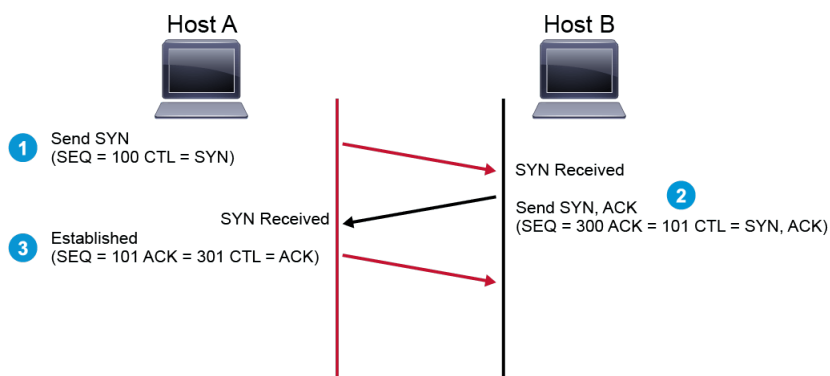 Host A
Host B
1
Send SYN
(SEQ = 100 CTL = SYN)
SYN Received
2
Send SYN, ACK
(SEQ = 300 ACK = 101 CTL = SYN, ACK)
SYN Received
3
Established
(SEQ = 101 ACK = 301 CTL = ACK)